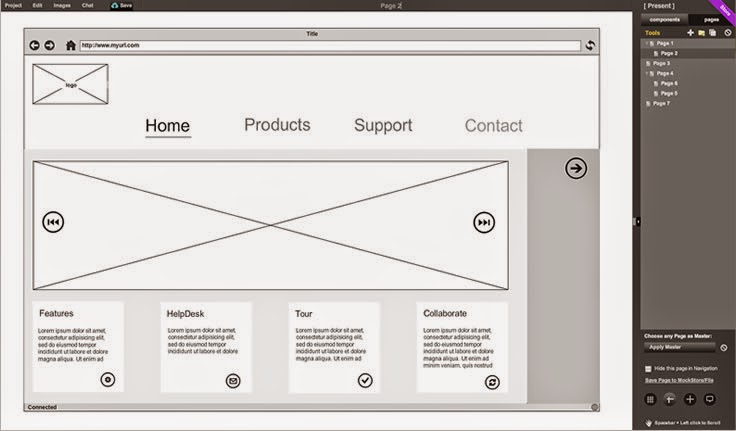 Project Edit Images Chat Save
Page 2
[ Present ]
components pages
Tools
Page 1
Page 2
Page 3
Page 4
Page 6
Page 5
Page 7
Title
http://www.myurl.com
logo
Home Products Support Contact
Features
Lorem ipsum dolor sit amet,
consectetur adipisicing elit,
sed do eiusmod tempor
incididunt ut labore et dolore
magna aliqua. Ut enim ad
HelpDesk
Lorem ipsum dolor sit amet,
consectetur adipisicing elit,
sed do eiusmod tempor
incididunt ut labore et dolore
Tour
Lorem ipsum dolor sit amet,
consectetur adipisicing elit,
sed do eiusmod tempor
incididunt ut labore et dolore
magna aliqua. Ut enim ad
Collaborate
Lorem ipsum dolor sit amet,
consectetur adipisicing elit,
sed do eiusmod tempor
incididunt ut labore et dolore
magna aliqua. Ut enim ad
minim veniam, quis nostrud
Connected
Choose any Page as Master:
Apply Master
Hide this page in Navigation
Save Page to MockStore/File
Spacebar + Left click to Scroll